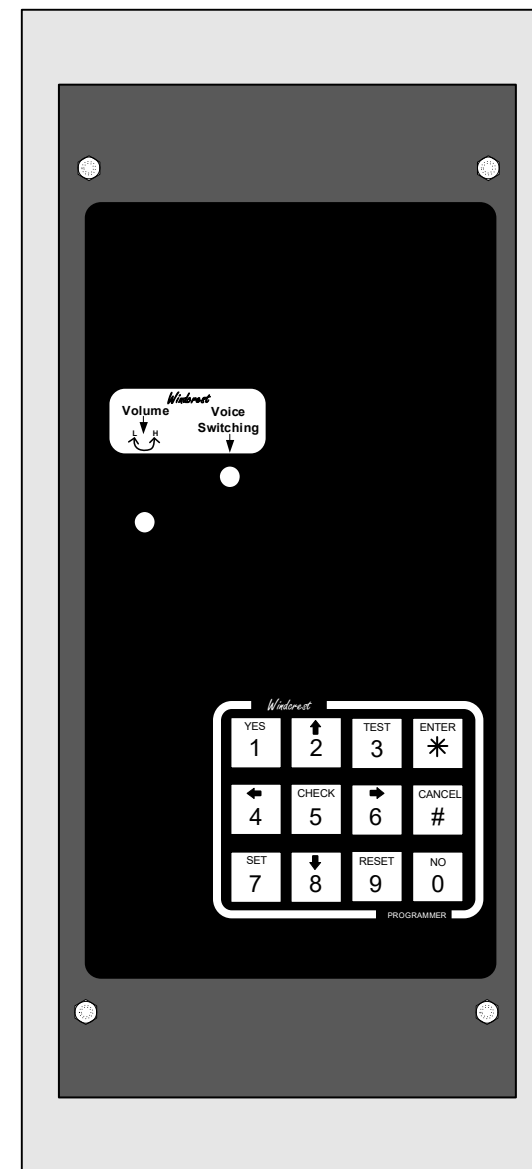 Windcrest
Volume Voice
L H Switching
Windcrest
YES TEST ENTER
1 2 3 *
CHECK CANCEL
4 5 6 #
SET RESET NO
7 8 9 0
PROGRAMMER